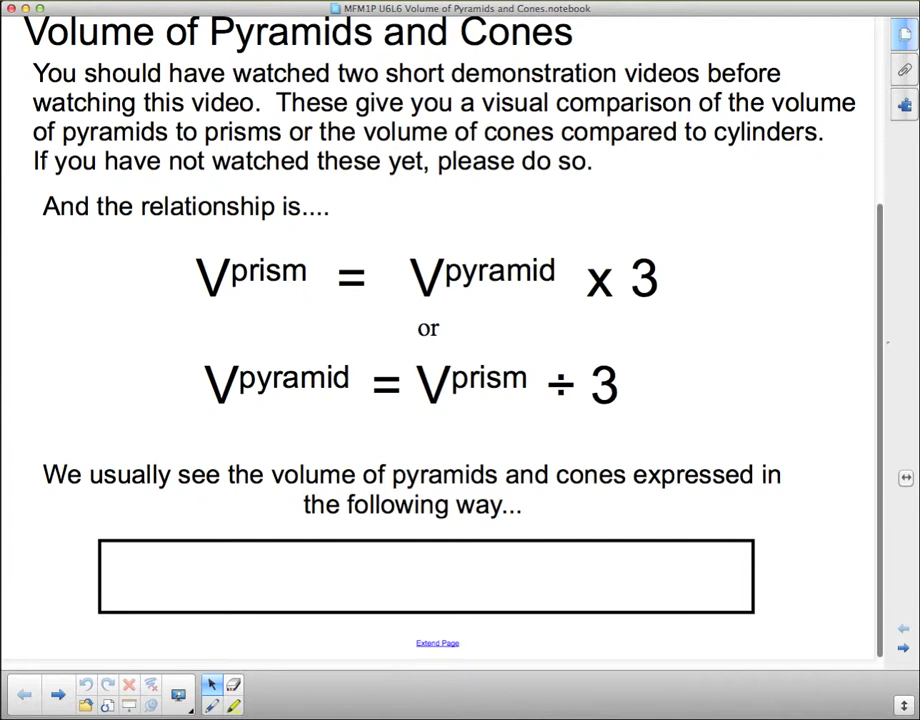 MFM1P U6L6 Volume of Pyramids and Cones.notebook
Volume of Pyramids and Cones
You should have watched two short demonstration videos before
watching this video.  These give you a visual comparison of the volume
of pyramids to prisms or the volume of cones compared to cylinders.
If you have not watched these yet, please do so.
And the relationship is....
Vprism = Vpyramid x 3
or
Vpyramid = Vprism ÷ 3
We usually see the volume of pyramids and cones expressed in
the following way...
Extend Page